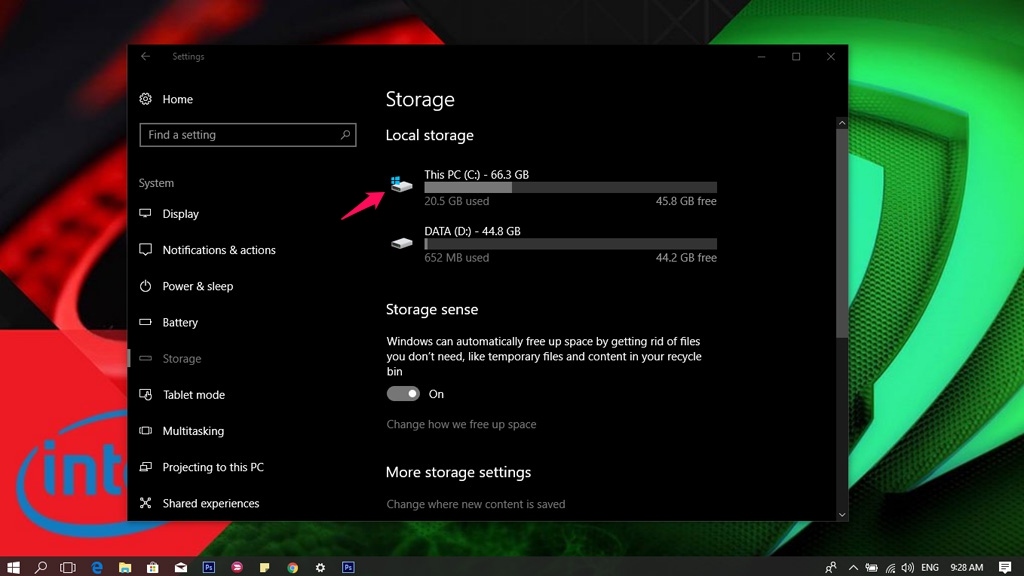 Settings
Home
Find a setting
System
Display
Notifications & actions
Power & sleep
Battery
Storage
Tablet mode
Multitasking
Projecting to this PC
Shared experiences
Storage
Local storage
This PC (C:) - 66.3 GB
20.5 GB used 45.8 GB free
DATA (D:) - 44.8 GB
652 MB used 44.2 GB free
Storage sense
Windows can automatically free up space by getting rid of files
you don't need, like temporary files and content in your recycle
bin
On
Change how we free up space
More storage settings
Change where new content is saved
inte
Ps
Ps
ENG
9:28 AM